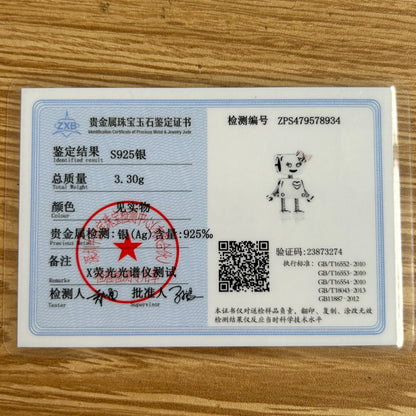 ZXB
贵金属珠宝玉石鉴定证书
Identification Certificate of Precious Metal & Jewelry Jade
检测编号 ZPS479578934
鉴定结果 S925银
Identified result
总质量 3.30g
Total Weight
颜色 见实物
Colour
贵金属检测: 银(Ag)含量: 925‰
Precious Metal
备注
Remarks
X荧光光谱仪测试
检测人
Tester
批准人
Supervisor
验证码: 23873274
执行标准: GB/T16552-2010
GB/T16553-2010
GB/T16554-2010
GB/T18043-2013
GB11887-2012
本证书仅对送检样品负责, 翻印、复制、涂改无效
检测结果仅反应当时科学技术水平